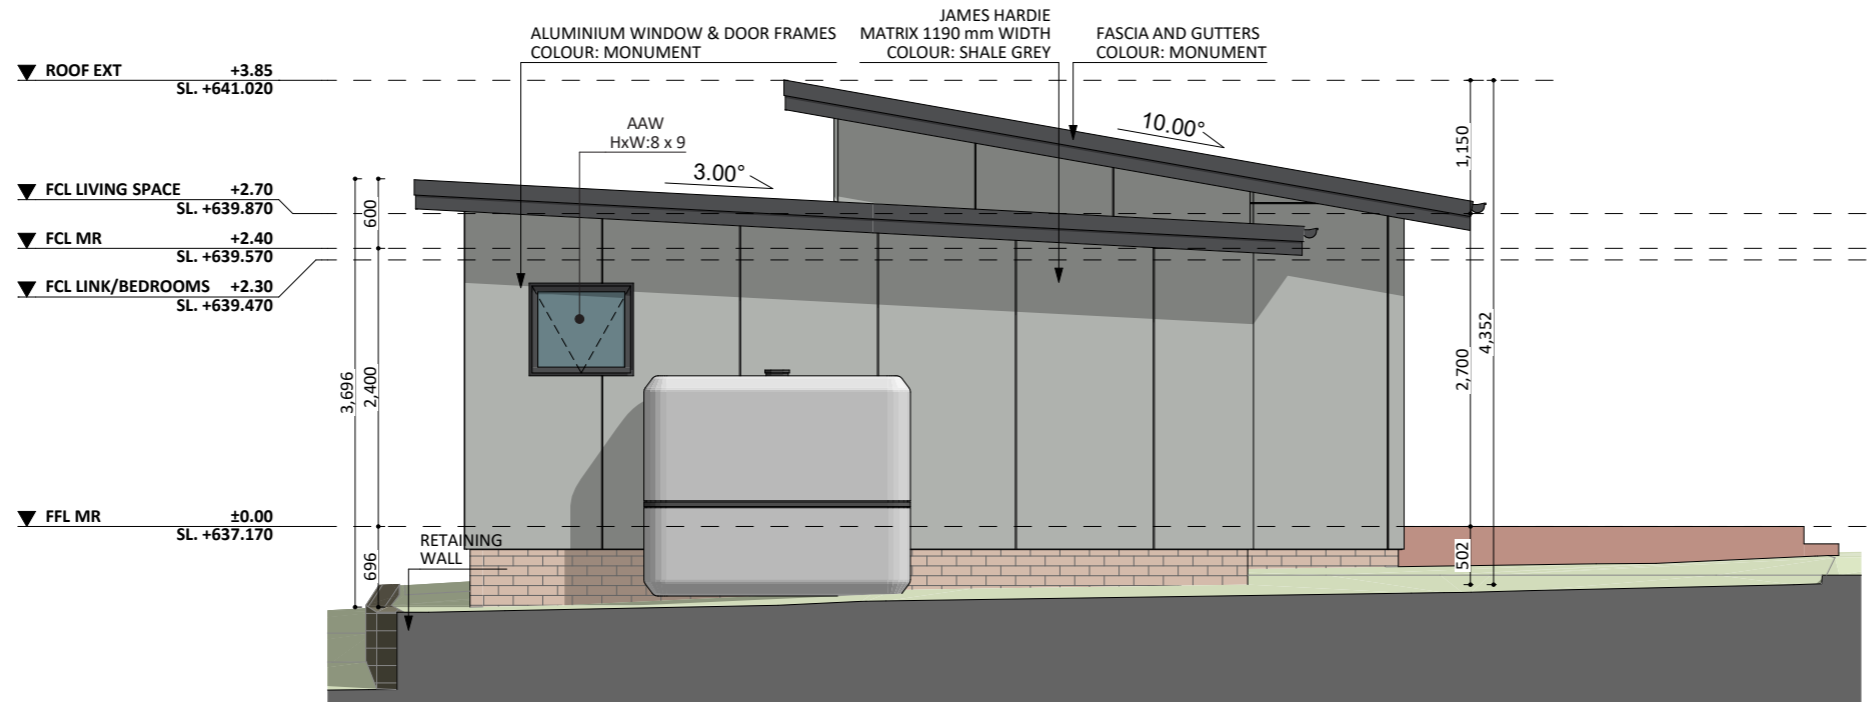 JAMES HARDIE
ALUMINIUM WINDOW & DOOR FRAMES
COLOUR: MONUMENT
MATRIX 1190 mm WIDTH
COLOUR: SHALE GREY
FASCIA AND GUTTERS
COLOUR: MONUMENT
ROOF EXT +3.85
SL. +641.020
AAW
HxW:8 x 9
10.00°
3.00°
1,150
FCL LIVING SPACE +2.70
SL. +639.870
600
FCL MR +2.40
SL. +639.570
FCL LINK/BEDROOMS +2.30
SL. +639.470
4,352
2,700
3,696
2,400
FFL MR ±0.00
SL. +637.170
RETAINING
WALL
696
502